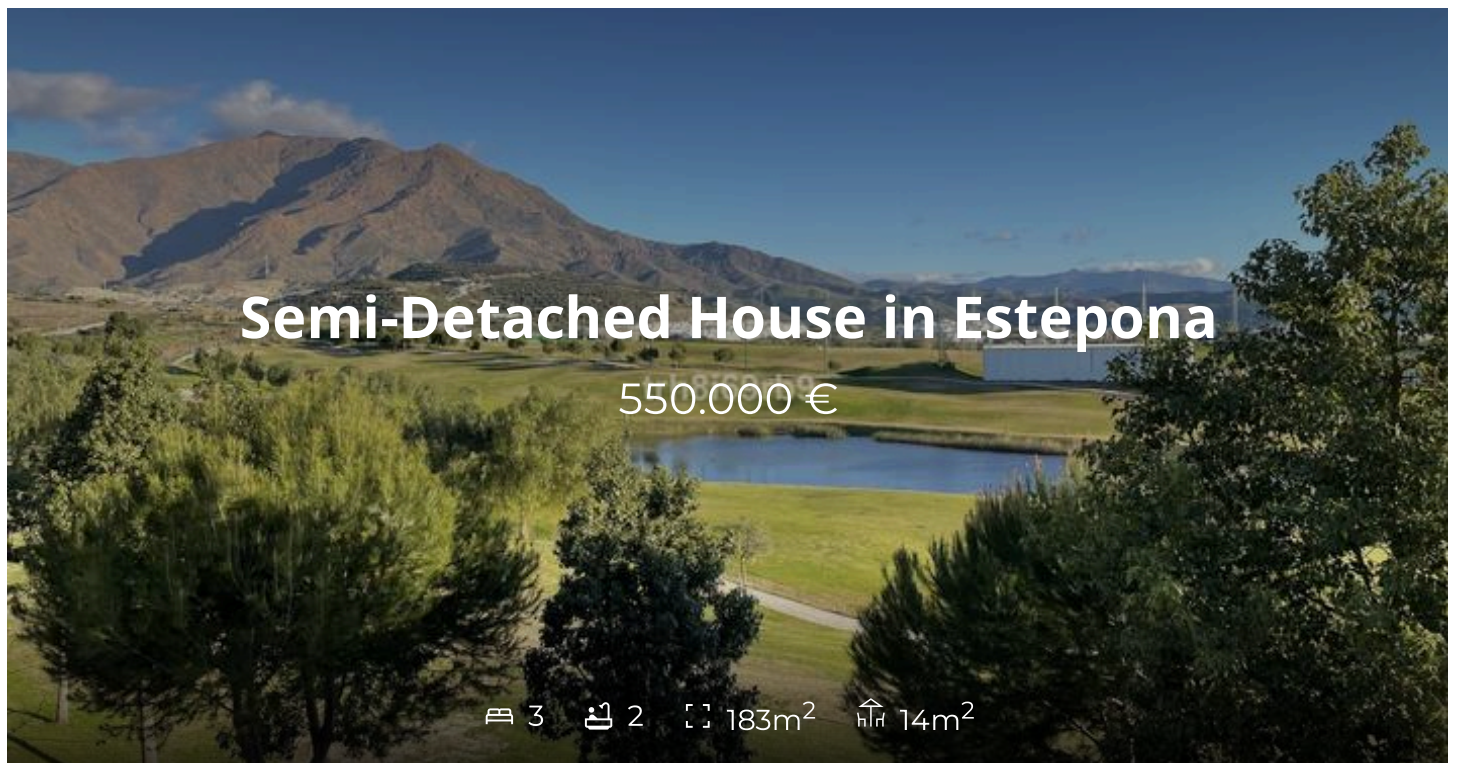 Semi-Detached House in Estepona
550.000 €
3 2 183m² 14m²